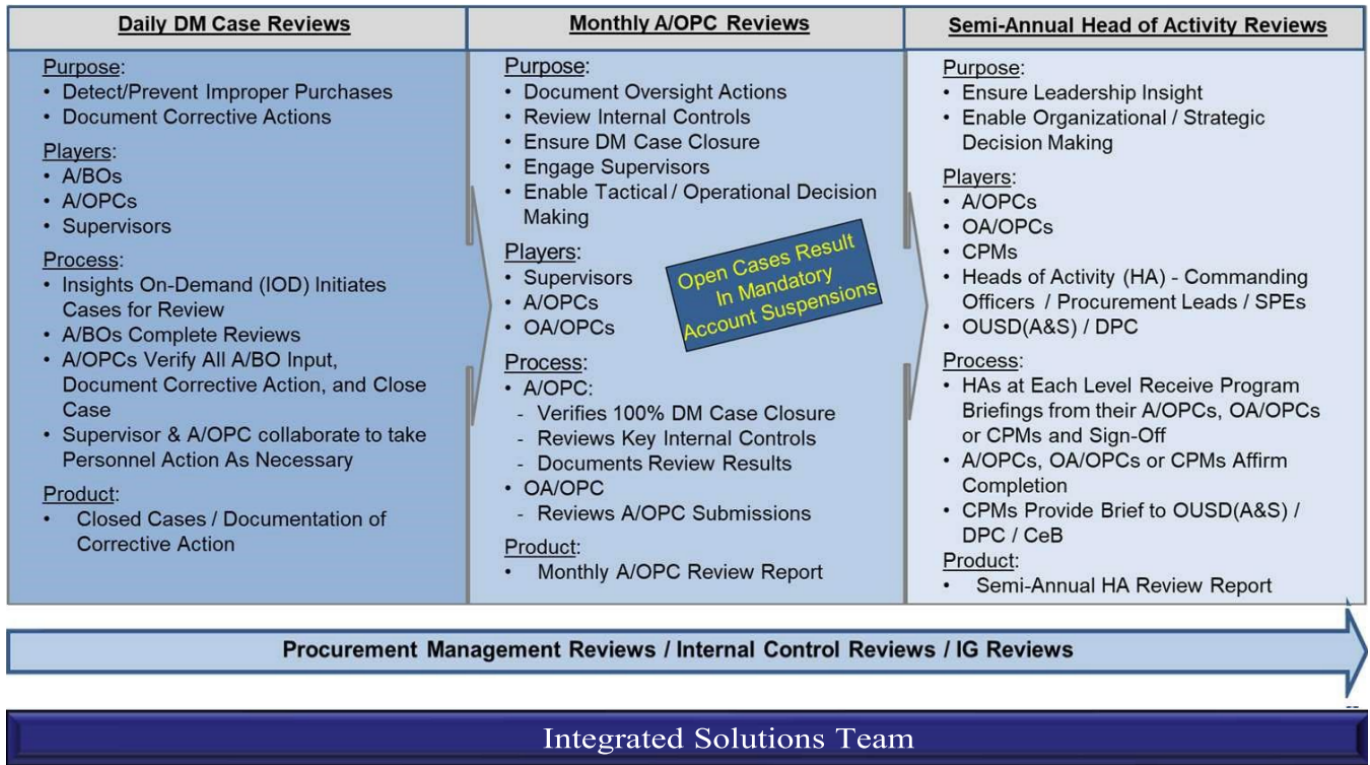 Daily DM Case Reviews
Purpose:
• Detect/Prevent Improper Purchases
• Document Corrective Actions
Players:
• A/BOs
• A/OPCs
• Supervisors
Process:
• Insights On-Demand (IOD) Initiates
Cases for Review
• A/BOs Complete Reviews
• A/OPCs Verify All A/BO Input,
Document Corrective Action, and Close
Case
• Supervisor & A/OPC collaborate to take
Personnel Action As Necessary
Product:
• Closed Cases / Documentation of
Corrective Action
Monthly A/OPC Reviews
Purpose:
• Document Oversight Actions
• Review Internal Controls
• Ensure DM Case Closure
• Engage Supervisors
• Enable Tactical / Operational Decision
Making
Players:
• Supervisors
• A/OPCs
• OA/OPCs
Open Cases Result
In Mandatory
Account Suspensions
Process:
• A/OPC:
- Verifies 100% DM Case Closure
- Reviews Key Internal Controls
- Documents Review Results
• OA/OPC
- Reviews A/OPC Submissions
Product:
• Monthly A/OPC Review Report
Semi-Annual Head of Activity Reviews
Purpose:
• Ensure Leadership Insight
• Enable Organizational / Strategic
Decision Making
Players:
• A/OPCs
• OA/OPCs
• CPMs
• Heads of Activity (HA) - Commanding
Officers / Procurement Leads / SPEs
• OUSD(A&S) / DPC
Process:
• HAs at Each Level Receive Program
Briefings from their A/OPCs, OA/OPCs
or CPMs and Sign-Off
• A/OPCs, OA/OPCs or CPMs Affirm
Completion
• CPMs Provide Brief to OUSD(A&S) /
DPC / CeB
Product:
• Semi-Annual HA Review Report
Procurement Management Reviews / Internal Control Reviews / IG Reviews
Integrated Solutions Team